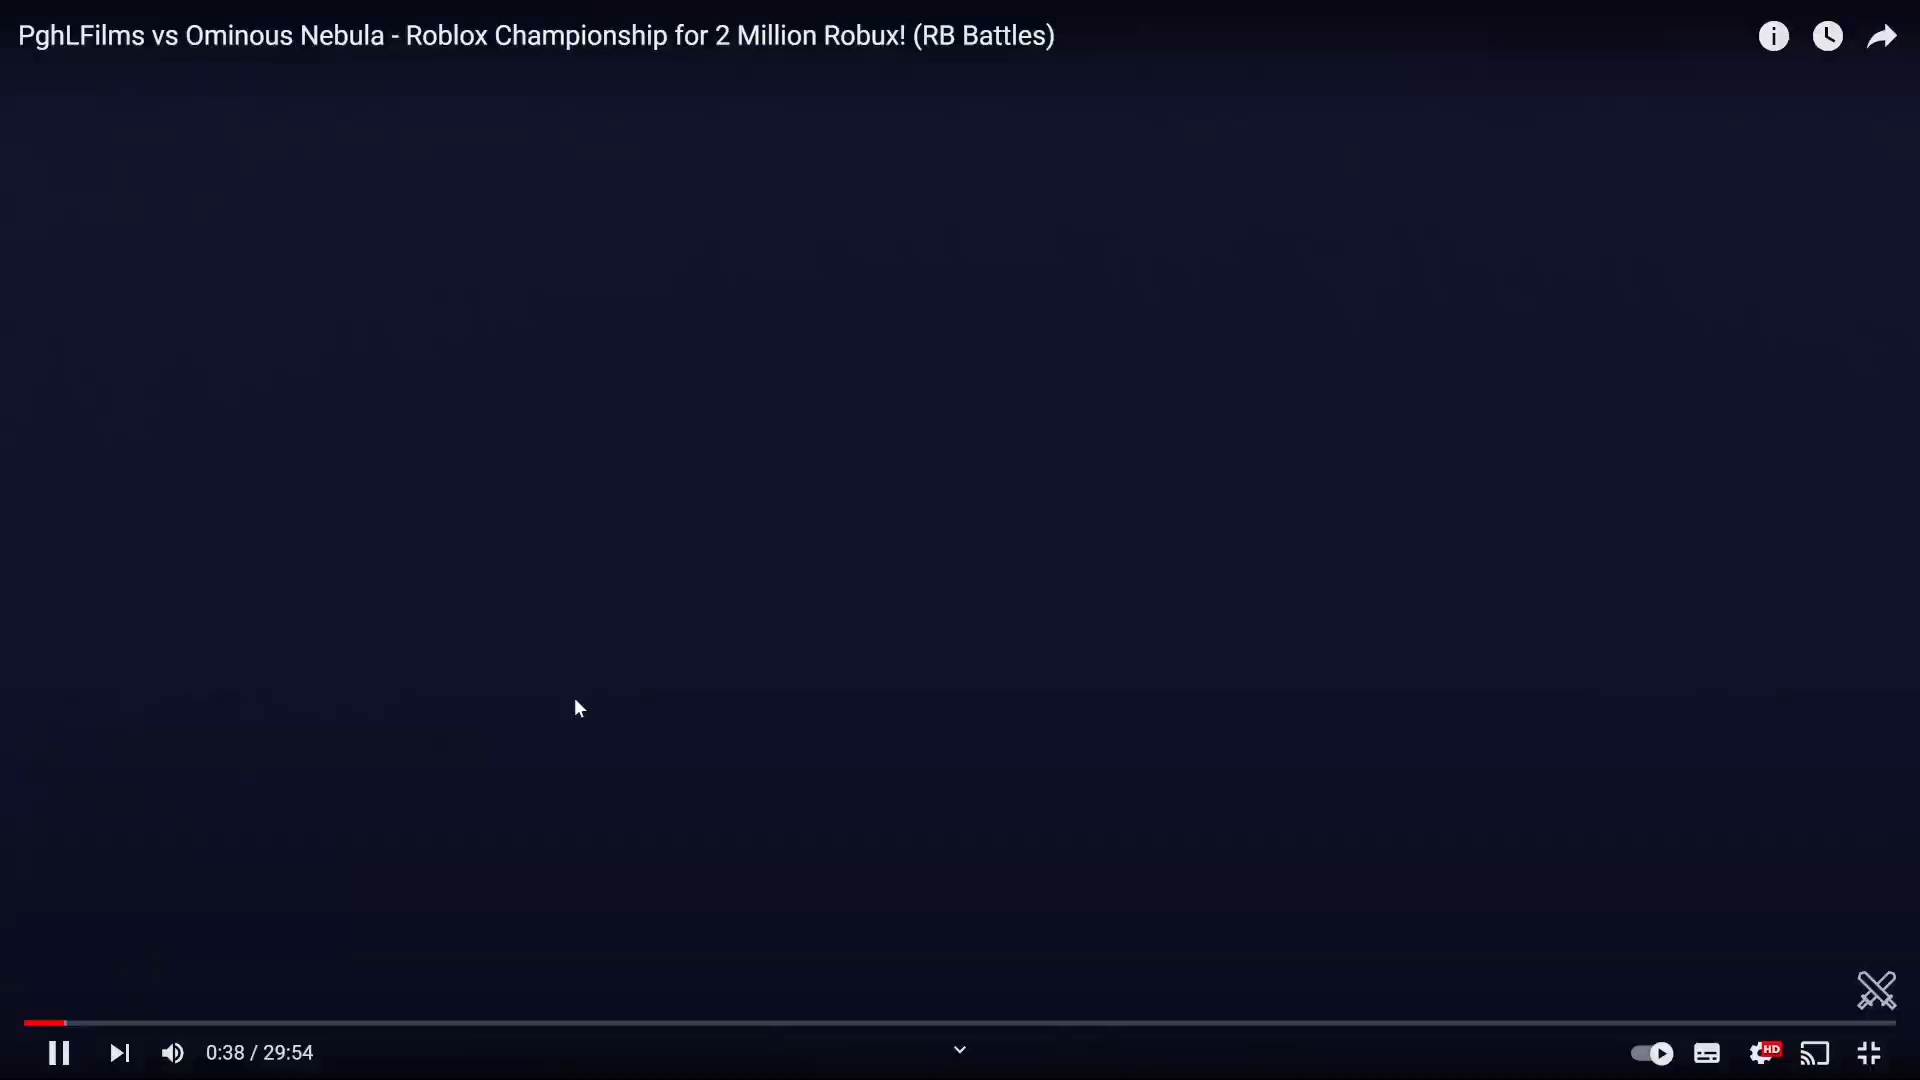 PghLFilms vs Ominous Nebula - Roblox Championship for 2 Million Robux! (RB Battles)
0:38 / 29:54
HD